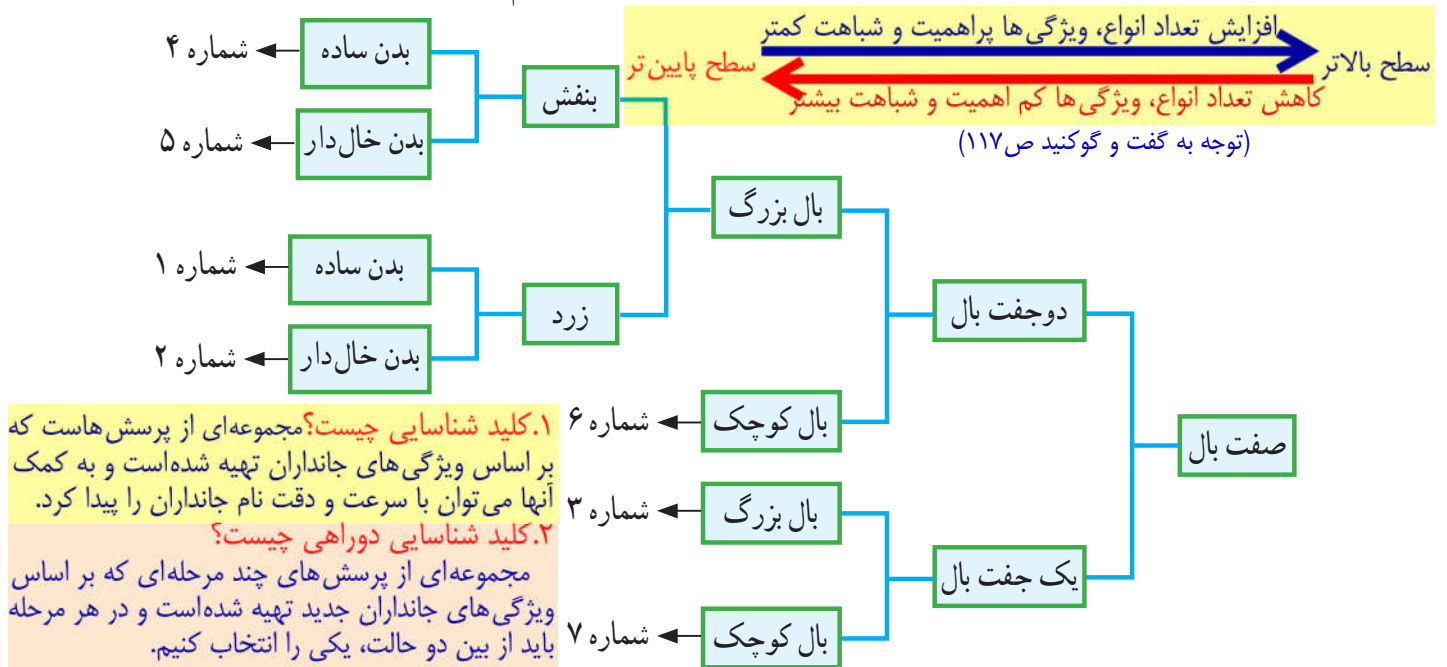 افزایش تعداد انواع، ویژگی‌ها پراهمیت و شباهت کمتر
سطح بالاتر
سطح پایین‌تر
کاهش تعداد انواع، ویژگی‌ها کم اهمیت و شباهت بیشتر
(توجه به گفت و گوکنید ص۱۱۷)
صفت بال
دوجفت بال
یک جفت بال
بال بزرگ
بال کوچک
شماره ۶
بال بزرگ
شماره ۳
بال کوچک
شماره ۷
بنفش
زرد
بدن ساده
شماره ۴
بدن خال‌دار
شماره ۵
بدن ساده
شماره ۱
بدن خال‌دار
شماره ۲
۱.کلید شناسایی چیست؟مجموعه‌ای از پرسش‌هاست که
بر اساس ویژگی‌های جانداران تهیه شده‌است و به کمک
آنها می‌توان با سرعت و دقت نام جانداران را پیدا کرد.
۲.کلید شناسایی دوراهی چیست؟
مجموعه‌ای از پرسش‌های چند مرحله‌ای که بر اساس
ویژگی‌های جانداران جدید تهیه شده‌است و در هر مرحله
باید از بین دو حالت، یکی را انتخاب کنیم.